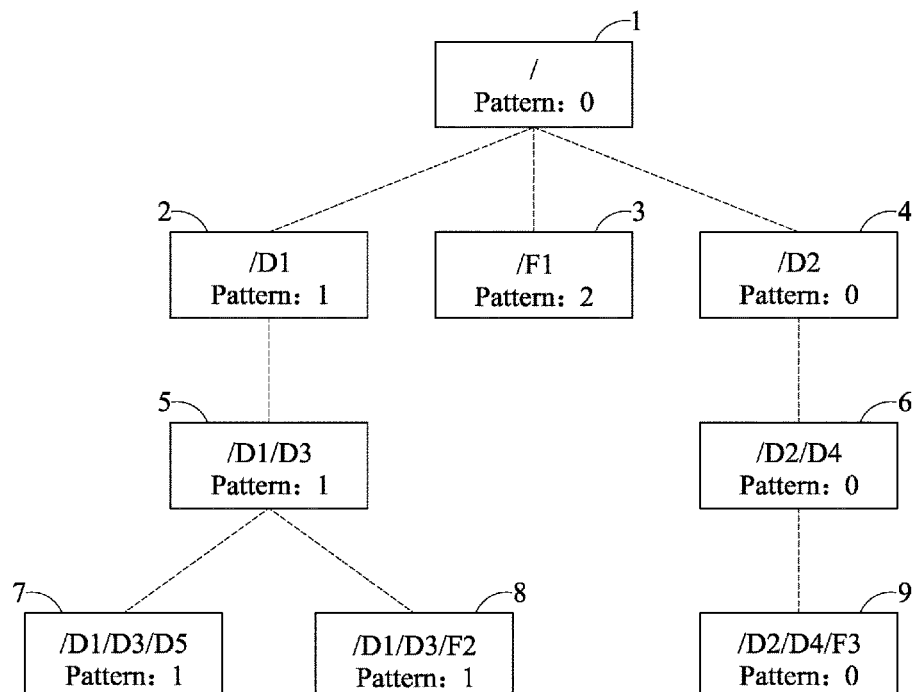 1
/
Pattern：0
2
3
4
/D1
Pattern：1
/F1
Pattern：2
/D2
Pattern：0
5
6
/D1/D3
Pattern：1
/D2/D4
Pattern：0
7
8
9
/D1/D3/D5
Pattern：1
/D1/D3/F2
Pattern：1
/D2/D4/F3
Pattern：0